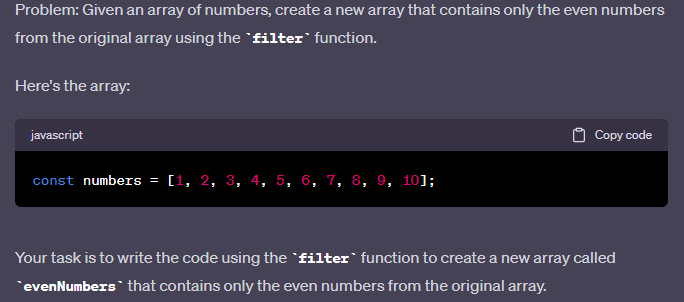 Problem: Given an array of numbers, create a new array that contains only the even numbers
from the original array using the `filter` function.
Here's the array:
javascript
Copy code
const numbers = [1, 2, 3, 4, 5, 6, 7, 8, 9, 10];
Your task is to write the code using the `filter` function to create a new array called
`evenNumbers` that contains only the even numbers from the original array.